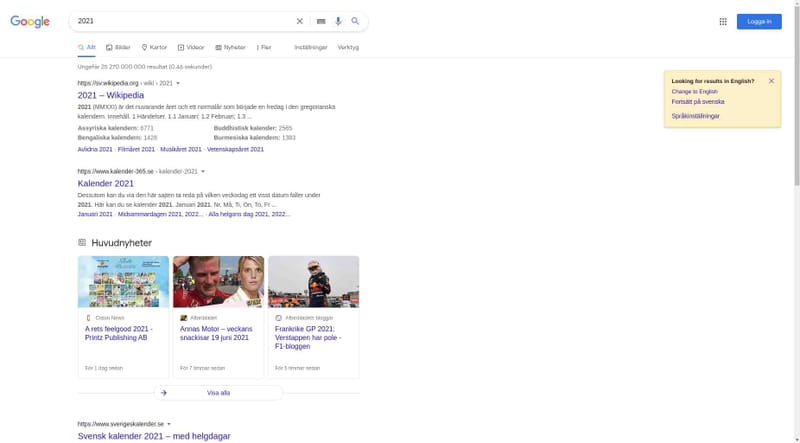 Google
2021
Logga in
Allt
Bilder
Kartor
Videor
Nyheter
Fler
Inställningar
Verktyg
Ungefär 25 270 000 000 resultat (0,44 sekunder)
https://sv.wikipedia.org › wiki › 2021
2021 – Wikipedia
2021 (MMXXI) är det nuvarande året och ett normalår som började en fredag i den gregorianska
kalendern. Innehåll. 1 Händelser. 1.1 Januari; 1.2 Februari; 1.3 ...
Assyriska kalendern: 6771
Buddhistisk kalender: 2565
Bengaliska kalendern: 1428
Burmesiska kalendern: 1383
Avlidna 2021 · Filmåret 2021 · Musikåret 2021 · Vetenskapsåret 2021
https://www.kalender-365.se › kalender-2021
Kalender 2021
Dessutom kan du via den här sajten ta reda på vilken veckodag ett visst datum faller under
2021. Här kan du se kalender 2021. Januari 2021. Nr, Må, Ti, On, To, Fr ...
Januari 2021 · Midsommardagen 2021, 2022... · Alla helgons dag 2021, 2022...
Huvudnyheter
Cision News
A rets feelgood 2021 -
Printz Publishing AB
För 1 dag sedan
Aftonbladet
Annas Motor – veckans
snackisar 19 juni 2021
För 7 timmar sedan
Aftonbladets bloggar
Frankrike GP 2021:
Verstappen har pole -
F1-bloggen
För 5 timmar sedan
Visa alla
https://www.sverigeskalender.se
Svensk kalender 2021 – med helgdagar
Looking for results in English?
Change to English
Fortsätt på svenska
Språkinställningar